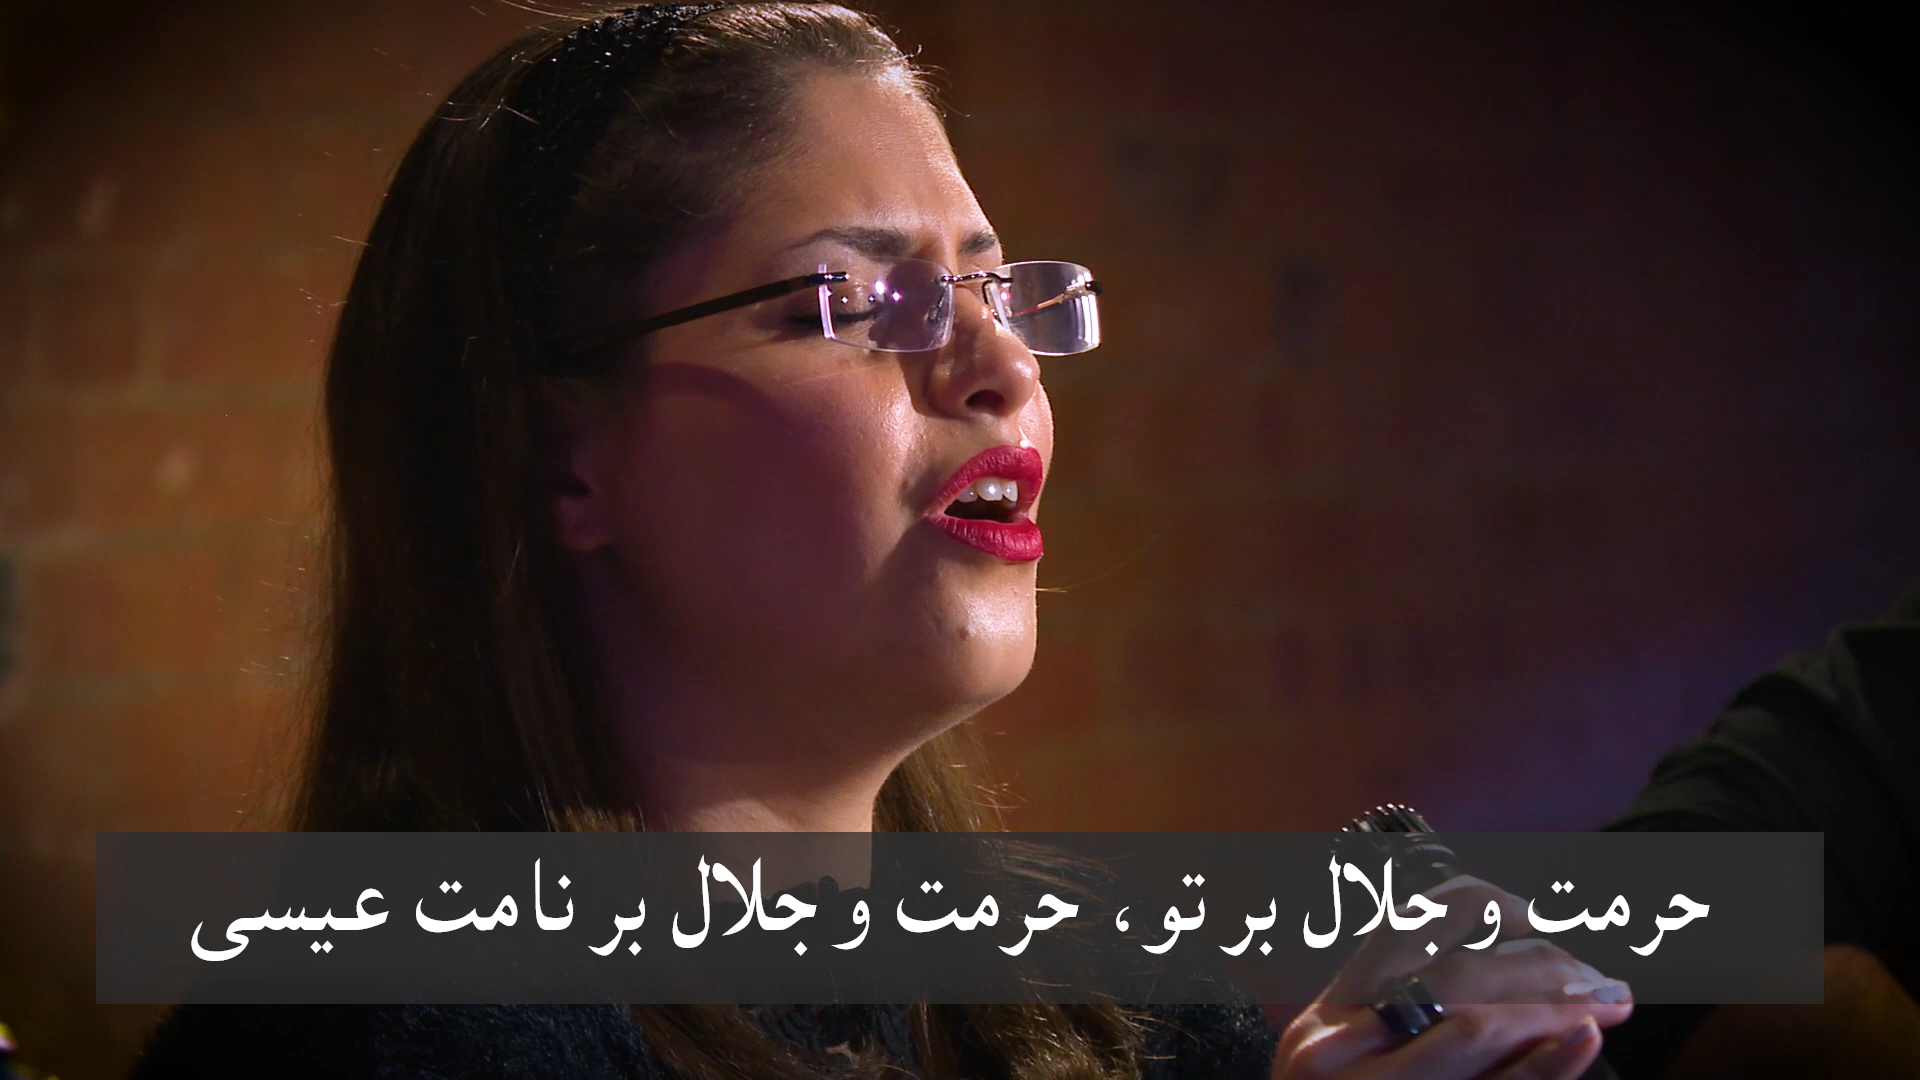 حرمت و جلال بر تو، حرمت و جلال بر نامت عیسی